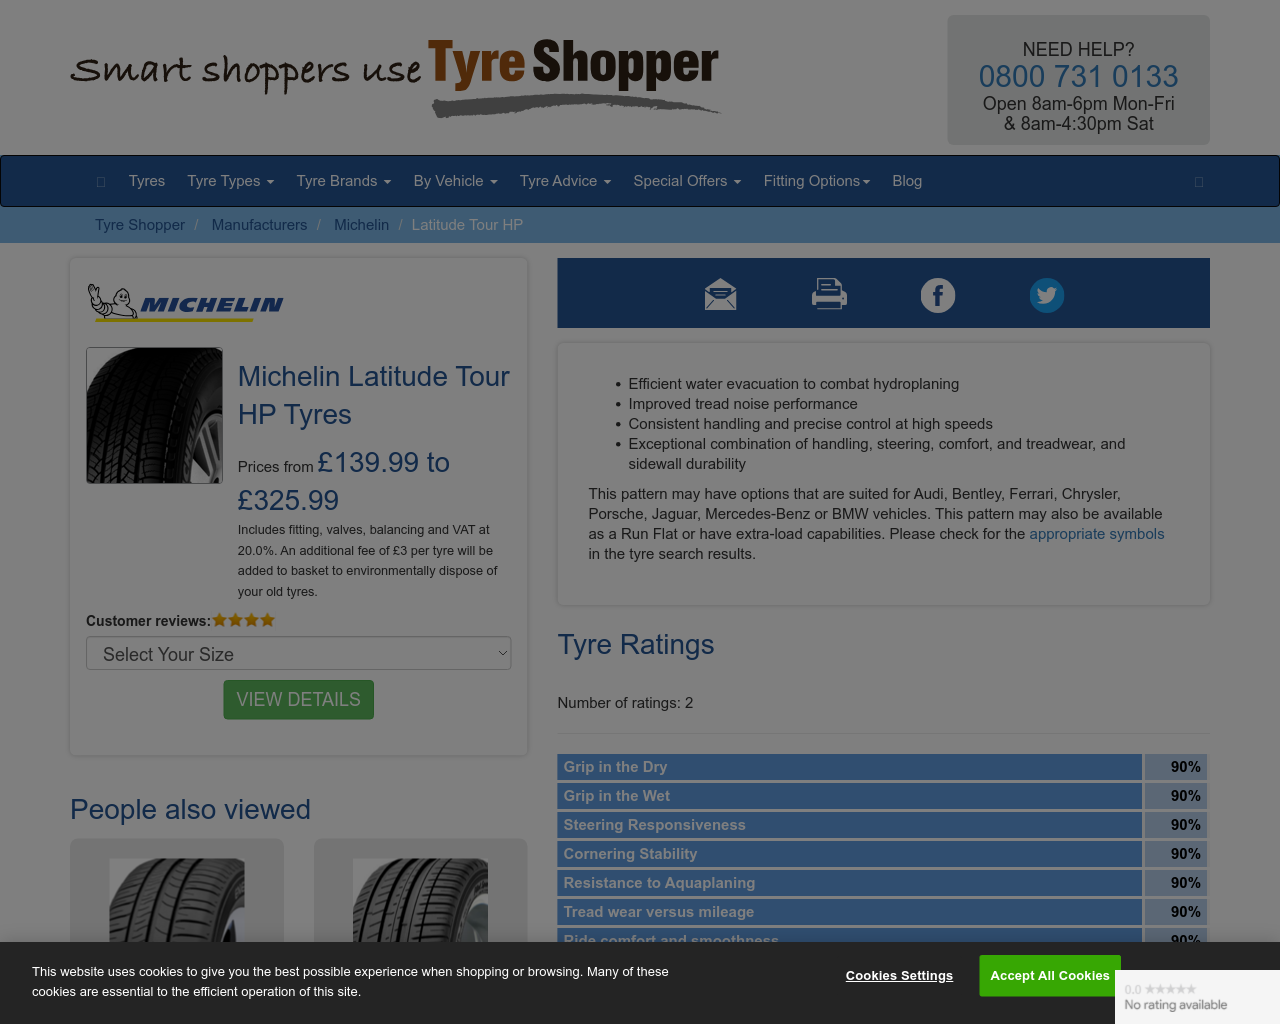 Smart shoppers use TyreShopper
NEED HELP?
0800 731 0133
Open 8am-6pm Mon-Fri
& 8am-4:30pm Sat
Tyres Tyre Types Tyre Brands By Vehicle Tyre Advice Special Offers Fitting Options Blog
Tyre Shopper / Manufacturers / Michelin / Latitude Tour HP
MICHELIN
Michelin Latitude Tour
HP Tyres
Prices from £139.99 to
£325.99
Includes fitting, valves, balancing and VAT at
20.0%. An additional fee of £3 per tyre will be
added to basket to environmentally dispose of
your old tyres.
Customer reviews:
Select Your Size
VIEW DETAILS
People also viewed
• Efficient water evacuation to combat hydroplaning
• Improved tread noise performance
• Consistent handling and precise control at high speeds
• Exceptional combination of handling, steering, comfort, and treadwear, and
sidewall durability
This pattern may have options that are suited for Audi, Bentley, Ferrari, Chrysler,
Porsche, Jaguar, Mercedes-Benz or BMW vehicles. This pattern may also be available
as a Run Flat or have extra-load capabilities. Please check for the appropriate symbols
in the tyre search results.
Tyre Ratings
Number of ratings: 2
Grip in the Dry 90%
Grip in the Wet 90%
Steering Responsiveness 90%
Cornering Stability 90%
Resistance to Aquaplaning 90%
Tread wear versus mileage 90%
Ride comfort and smoothness 90%
This website uses cookies to give you the best possible experience when shopping or browsing. Many of these
cookies are essential to the efficient operation of this site.
Cookies Settings
Accept All Cookies
0.0 ★★★★★
No rating available